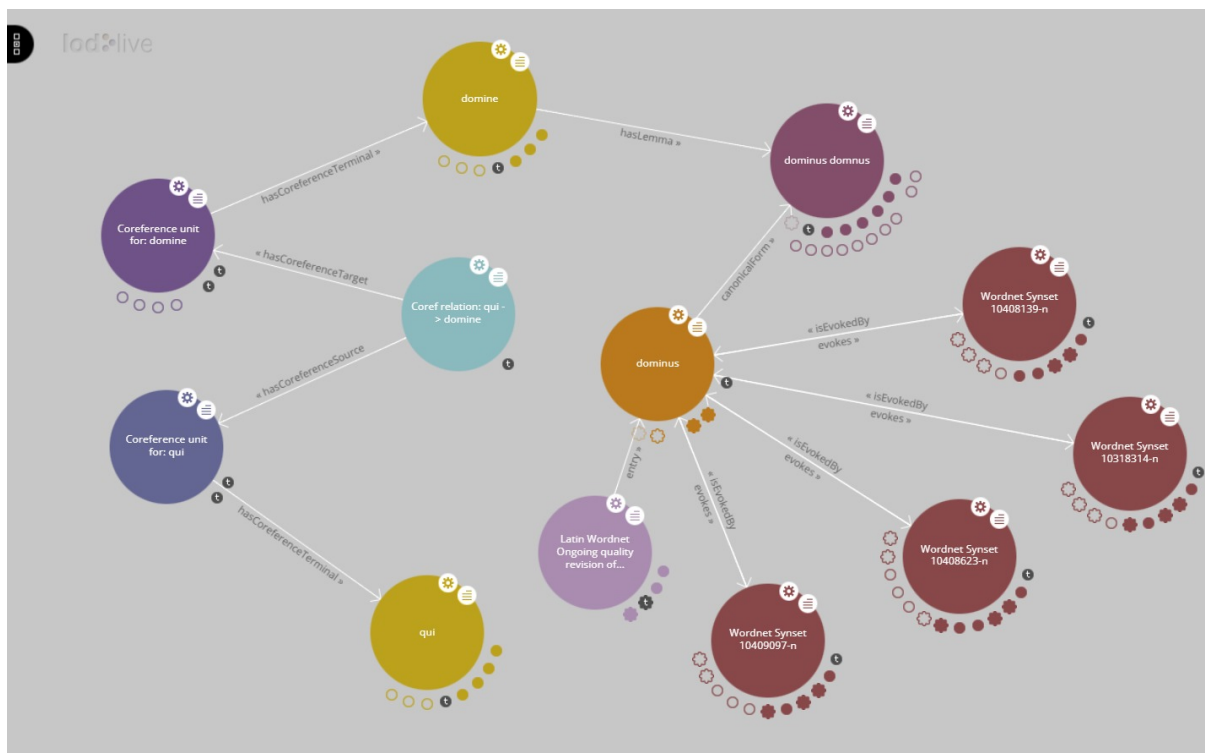 lod live
domine
hasLemma »
dominus domnus
hasCoreferenceTerminal »
Coreference unit
for: domine
« hasCoreferenceTarget
Coref relation: qui -
> domine
canonicalForm »
Wordnet Synset
10408139-n
« isEvokedBy
evokes »
dominus
« hasCoreferenceSource
« isEvokedBy
evokes »
Wordnet Synset
10318314-n
Coreference unit
for: qui
« isEvokedBy
evokes »
entry »
« isEvokedBy
evokes »
hasCoreferenceTerminal »
Latin Wordnet
Ongoing quality
revision of...
Wordnet Synset
10408623-n
qui
Wordnet Synset
10409097-n